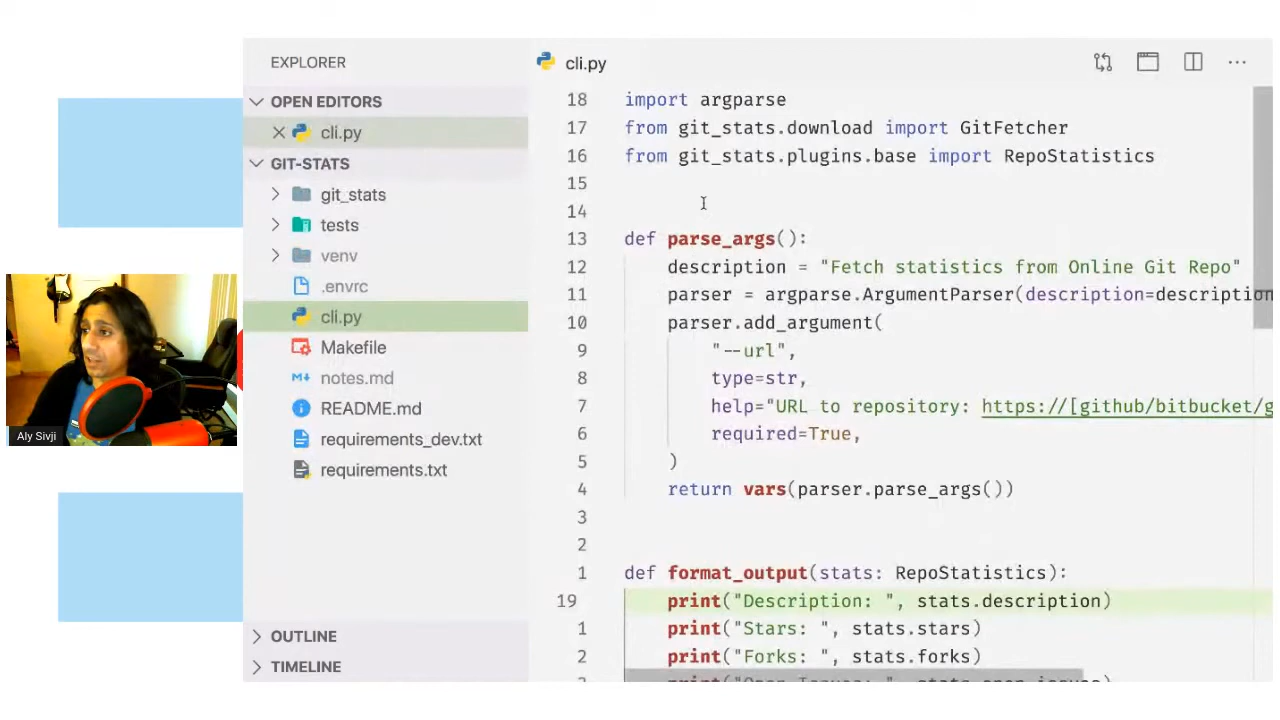 EXPLORER
OPEN EDITORS
cli.py
GIT-STATS
git_stats
tests
venv
.envrc
cli.py
Makefile
notes.md
README.md
requirements_dev.txt
requirements.txt
OUTLINE
TIMELINE
Aly Sivji
cli.py
18 import argparse
17 from git_stats.download import GitFetcher
16 from git_stats.plugins.base import RepoStatistics
15
14
13 def parse_args():
12 description = "Fetch statistics from Online Git Repo"
11 parser = argparse.ArgumentParser(description=description
10 parser.add_argument(
9 "--url",
8 type=str,
7 help="URL to repository: https://[github/bitbucket/g
6 required=True,
5 )
4 return vars(parser.parse_args())
3
2
1 def format_output(stats: RepoStatistics):
19 print("Description: ", stats.description)
1 print("Stars: ", stats.stars)
2 print("Forks: ", stats.forks)
print("Open Issues: ", stats.open_issues)